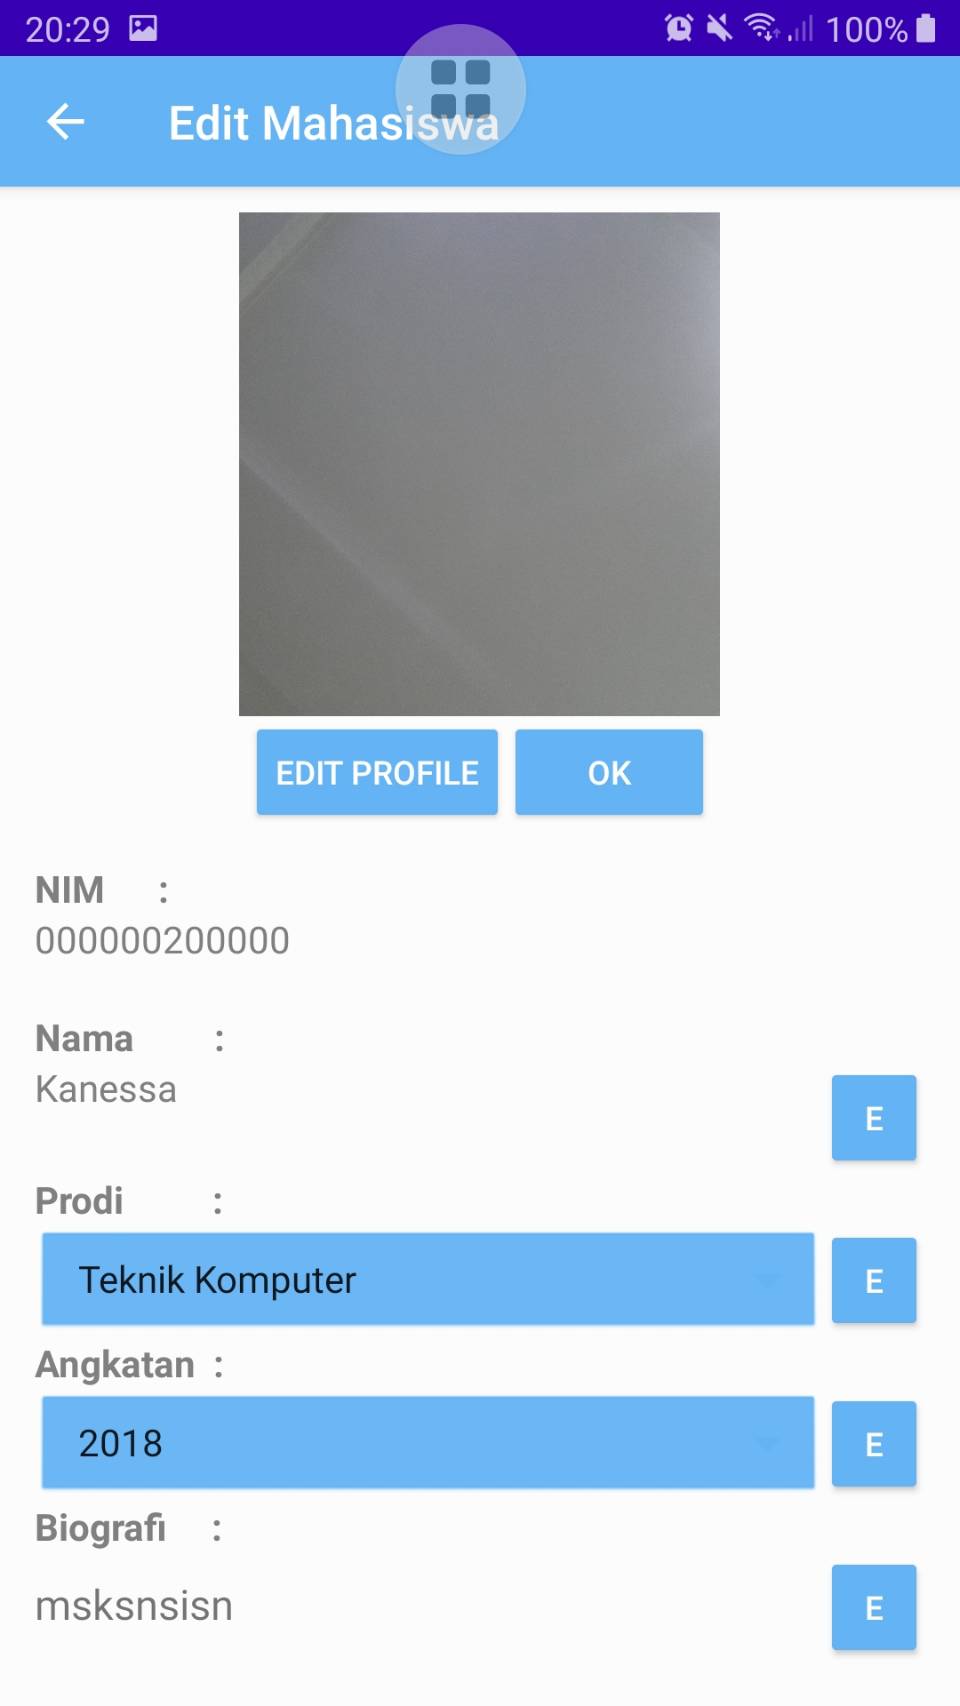 20:29 100%
Edit Mahasiswa
EDIT PROFILE OK
NIM :
000000200000
Nama :
Kanessa
E
Prodi :
Teknik Komputer E
Angkatan :
2018 E
Biografi :
msksnsisn E